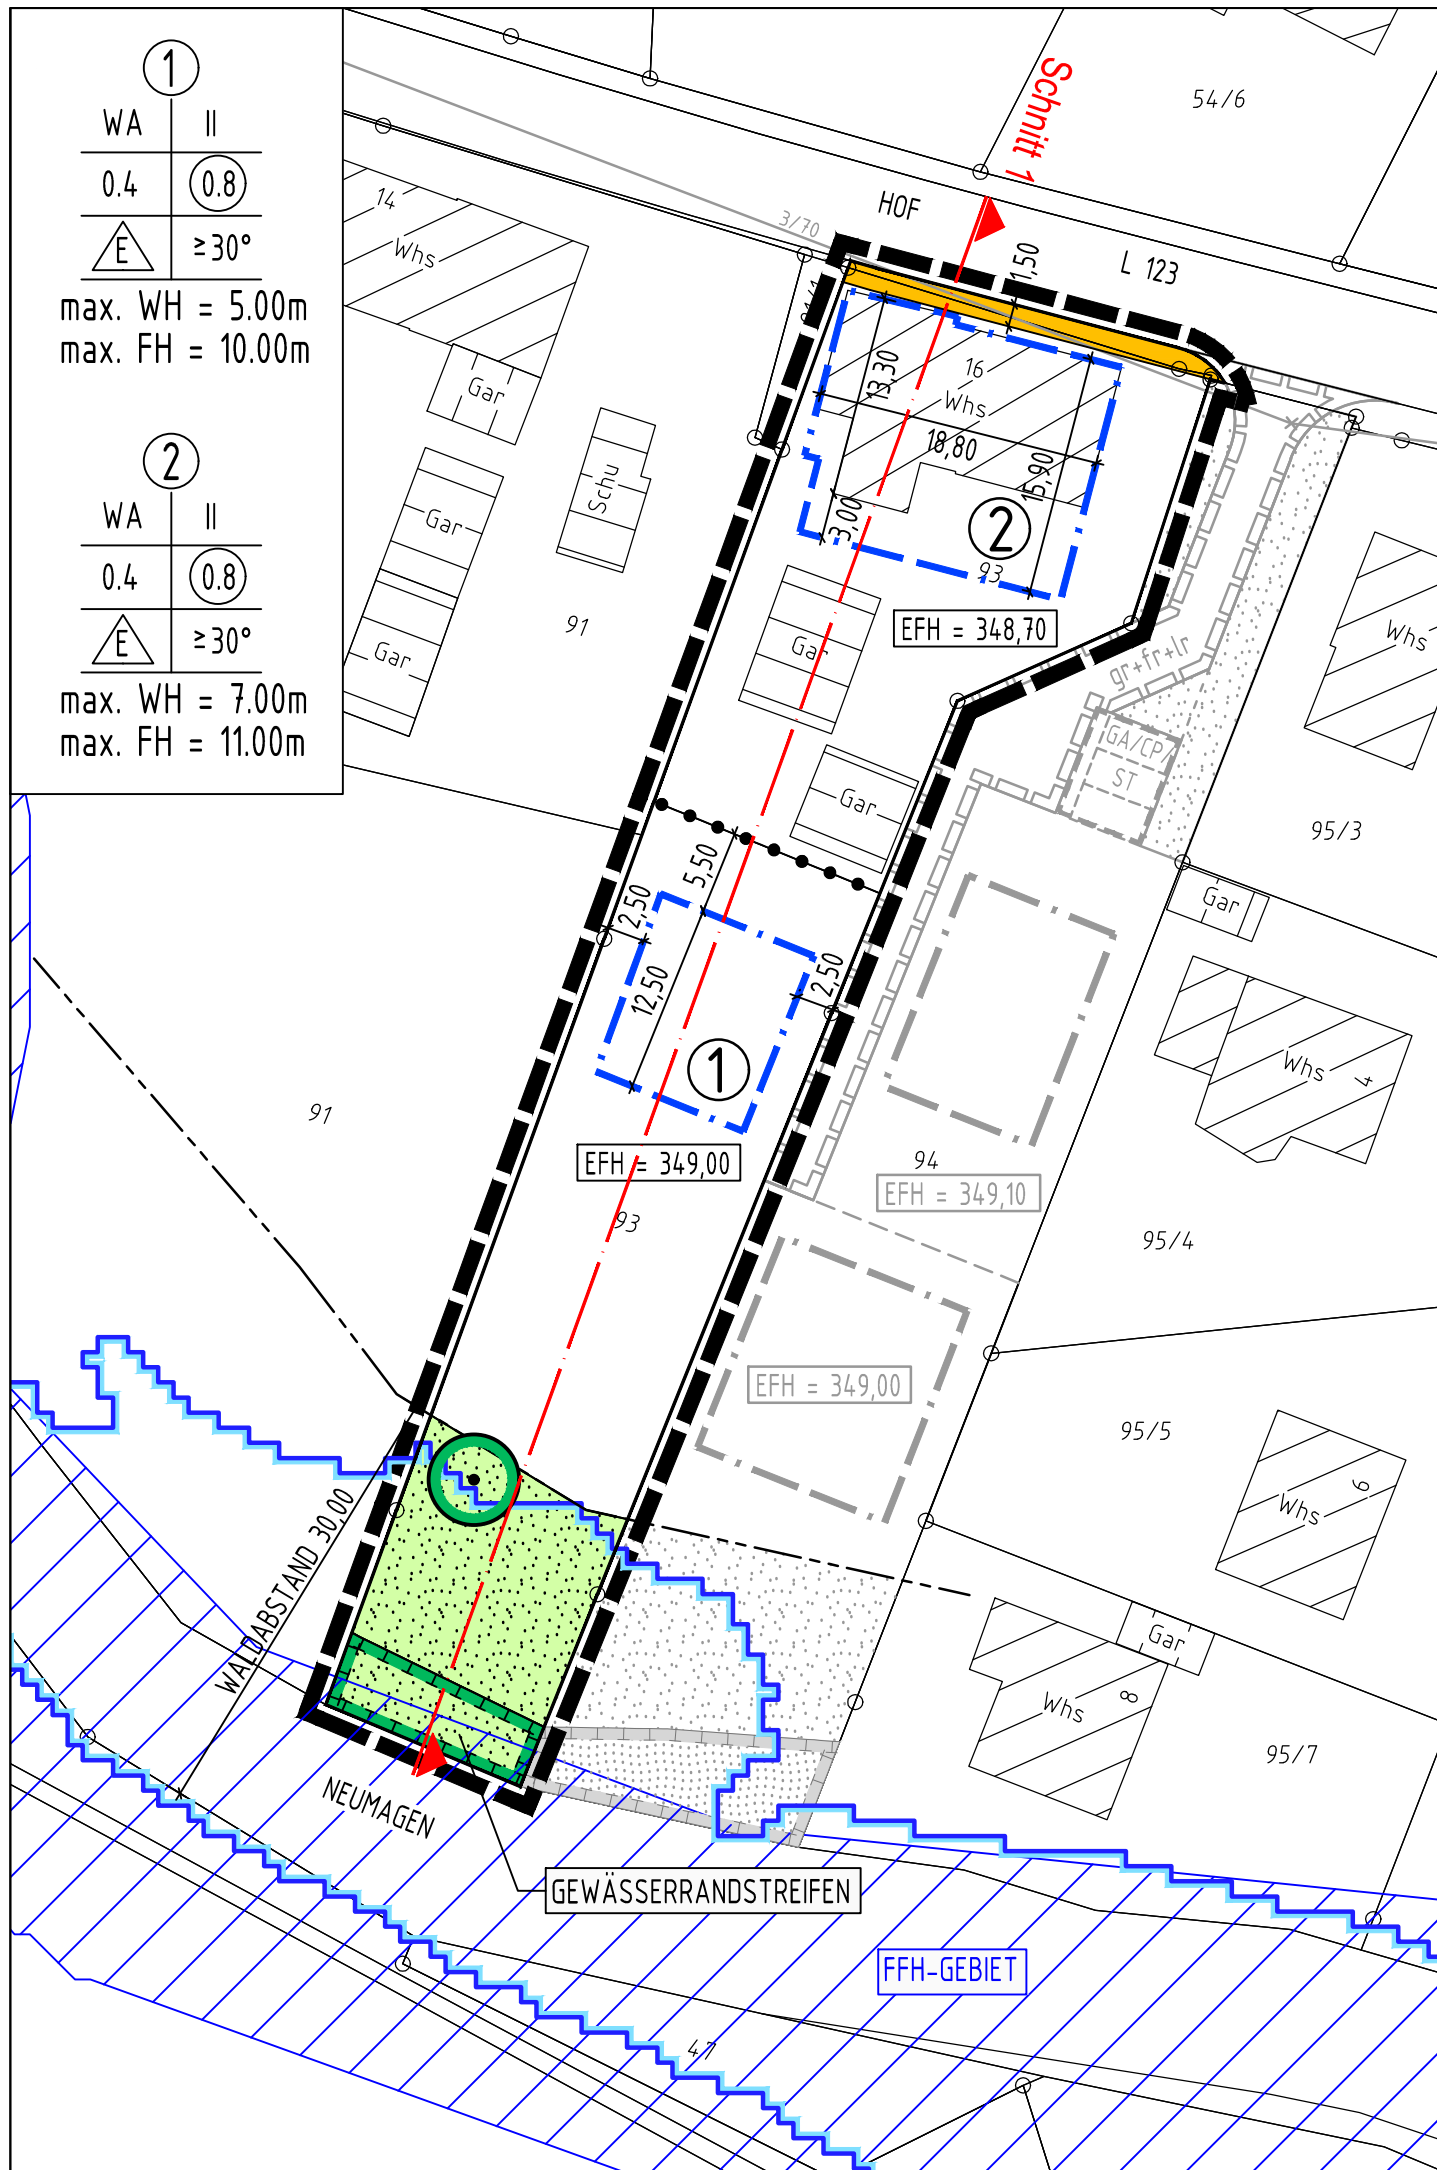 1
WA II
0.4 0.8
E ≥30°
max. WH = 5.00m
max. FH = 10.00m
2
WA II
0.4 0.8
E ≥30°
max. WH = 7.00m
max. FH = 11.00m
Schnitt 1
54/6
HOF
L 123
3/70
14
Whs
Gar
Schu
Gar
Gar
91
1,50
13,30
16
Whs
18,80
15,90
3,00
2
93
EFH = 348,70
Gar
Gar
gr+fr+lr
GA/CP/
ST
Whs
7
95/3
Gar
5,50
2,50
12,50
2,50
1
EFH = 349,00
93
91
94
EFH = 349,10
Whs
4
95/4
EFH = 349,00
95/5
Whs
6
Gar
Whs
8
95/7
WALDABSTAND 30,00
NEUMAGEN
GEWÄSSERRANDSTREIFEN
FFH-GEBIET
47